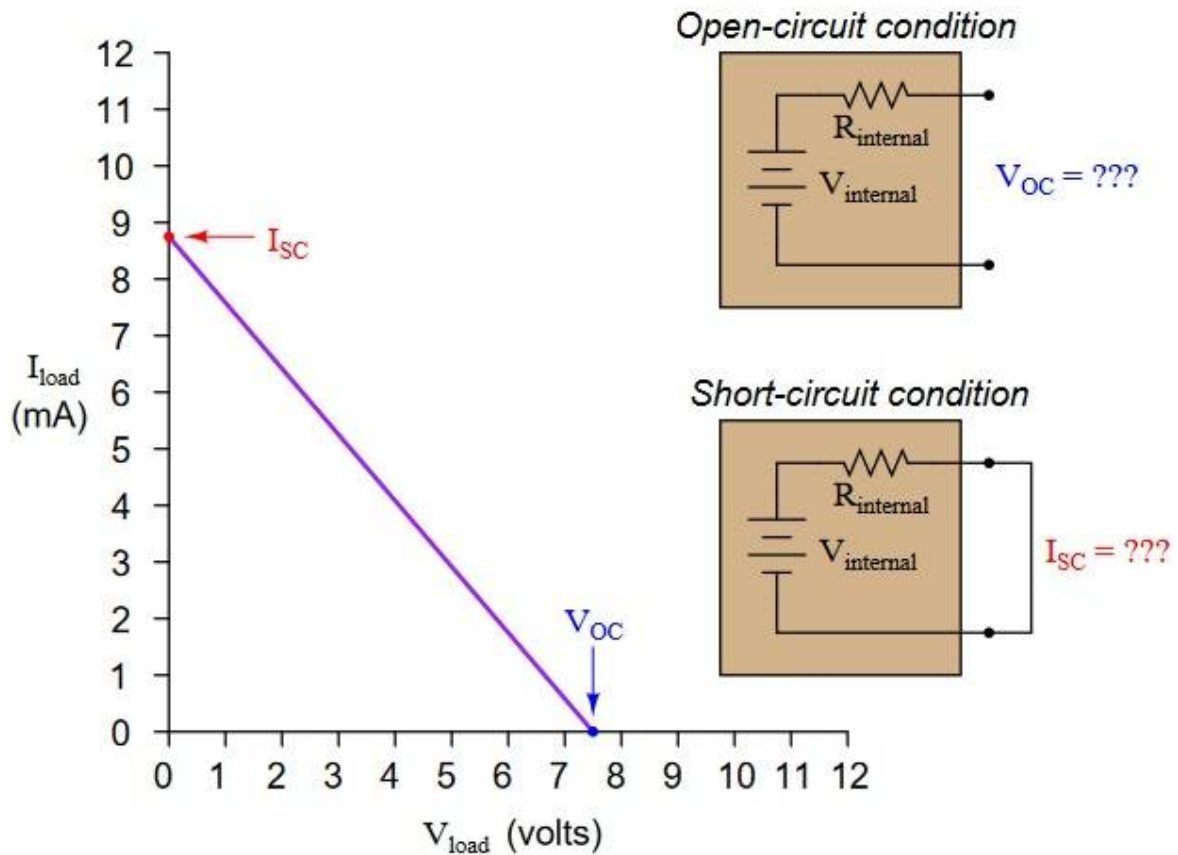 Open-circuit condition
12
11
10
9
8
7
6
5
4
3
2
1
0
I_load
(mA)
I_SC
V_OC
0 1 2 3 4 5 6 7 8 9 10 11 12
V_load (volts)
R_internal
V_internal
V_OC = ???
Short-circuit condition
R_internal
V_internal
I_SC = ???